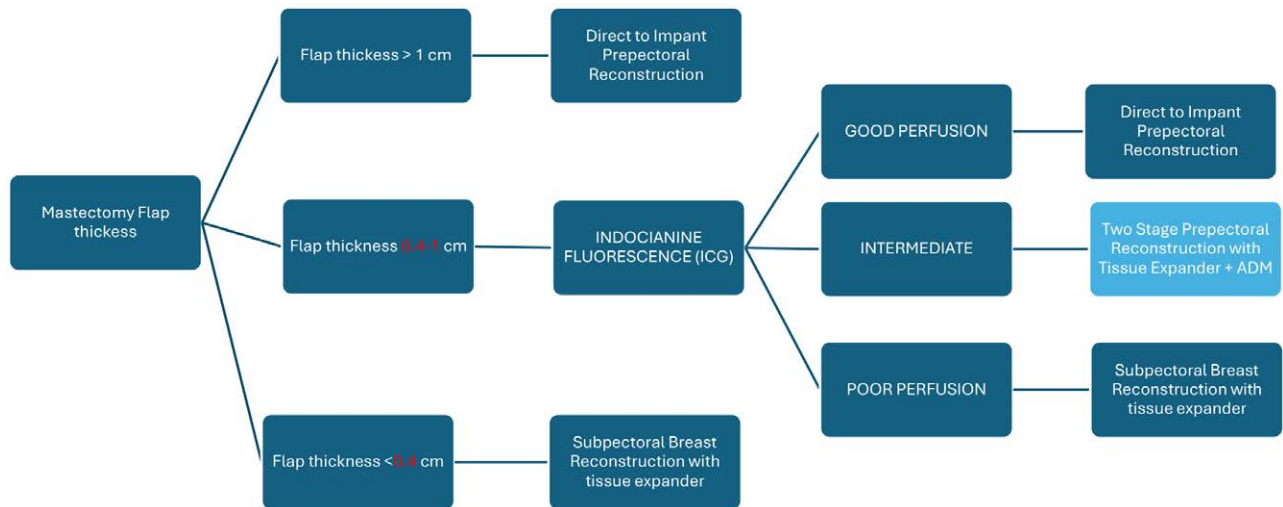 Mastectomy Flap
thickess
Flap thickess > 1 cm
Direct to Impant
Prepectoral
Reconstruction
Flap thickness 0.4-1 cm
INDOCIANINE
FLUORESCENCE (ICG)
GOOD PERFUSION
Direct to Impant
Prepectoral
Reconstruction
INTERMEDIATE
Two Stage Prepectoral
Reconstruction with
Tissue Expander + ADM
POOR PERFUSION
Subpectoral Breast
Reconstruction with
tissue expander
Flap thickness <0.4 cm
Subpectoral Breast
Reconstruction with
tissue expander